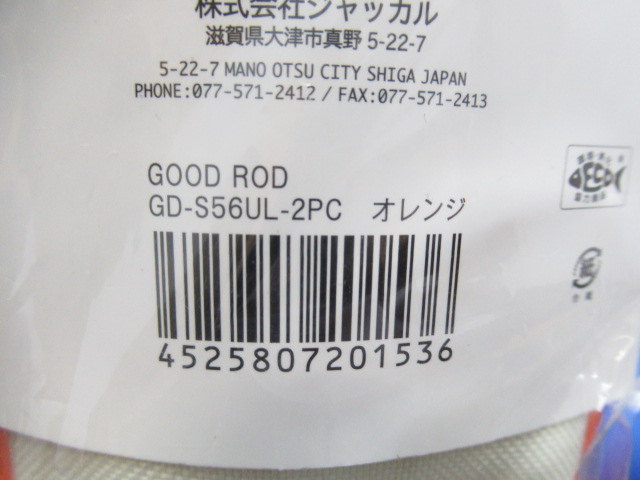 株式会社ジャッカル
滋賀県大津市真野 5-22-7
5-22-7 MANO OTSU CITY SHIGA JAPAN
PHONE:077-571-2412 / FAX:077-571-2413
GOOD ROD
GD-S56UL-2PC オレンジ
4525807201536
ECO